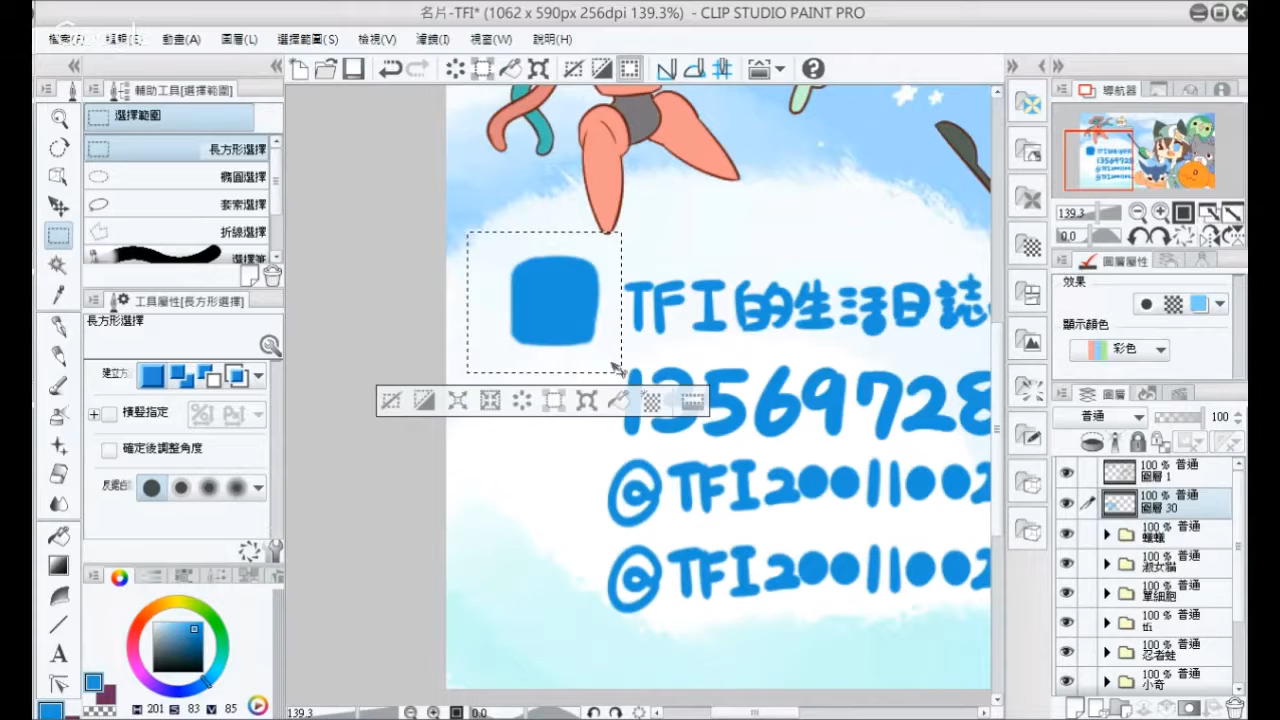 名片-TFI* (1062 x 590px 256dpi 139.3%) - CLIP STUDIO PAINT PRO
動畫(A) 圖層(L) 選擇範圍(S) 檢視(V) 濾鏡(I) 視窗(W) 說明(H)
輔助工具[選擇範圍]
導航器
選擇範圍
長方形選擇
橢圓選擇
套索選擇
折線選擇
139.3
0.0
圖層屬性
效果
工具屬性[長方形選擇]
長方形選擇
顯示顏色
彩色
建立方
橫豎指定
確定後調整角度
TFI的生活日誌
13569728
@TFI20011002
@TFI20011002
圖層
普通 100
100 % 普通
圖層 1
100 % 普通
圖層 30
100 % 普通
100 % 普通
淑女貓
100 % 普通
單細胞
100 % 普通
tfi
100 % 普通
忍者蛙
100 % 普通
小奇
H 201 S 83 V 85
139.3 0.0